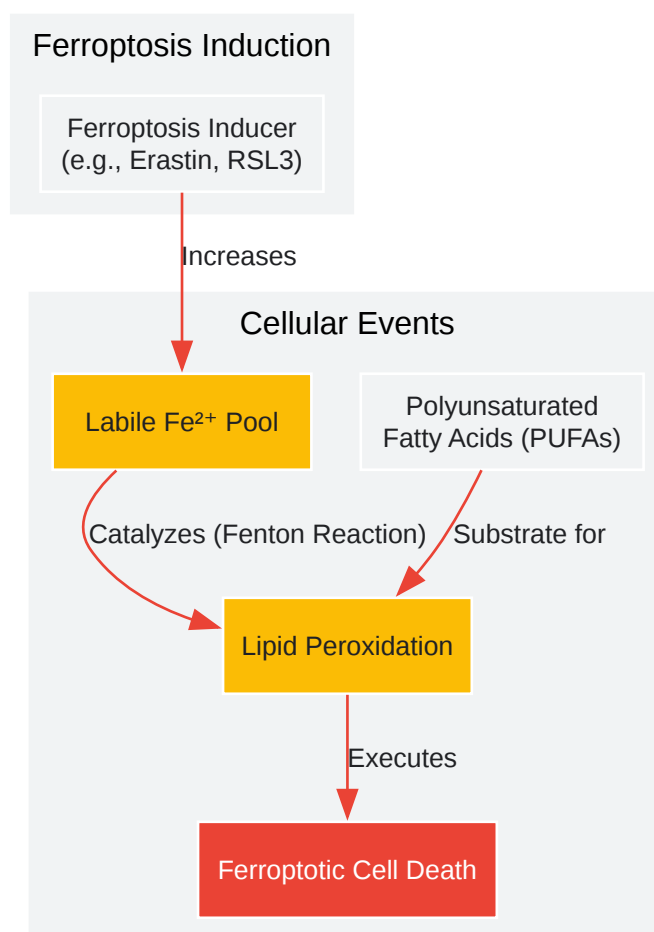 Ferroptosis Induction
Ferroptosis Inducer
(e.g., Erastin, RSL3)
Increases
Cellular Events
Labile Fe²⁺ Pool
Polyunsaturated
Fatty Acids (PUFAs)
Catalyzes (Fenton Reaction)
Substrate for
Lipid Peroxidation
Executes
Ferroptotic Cell Death